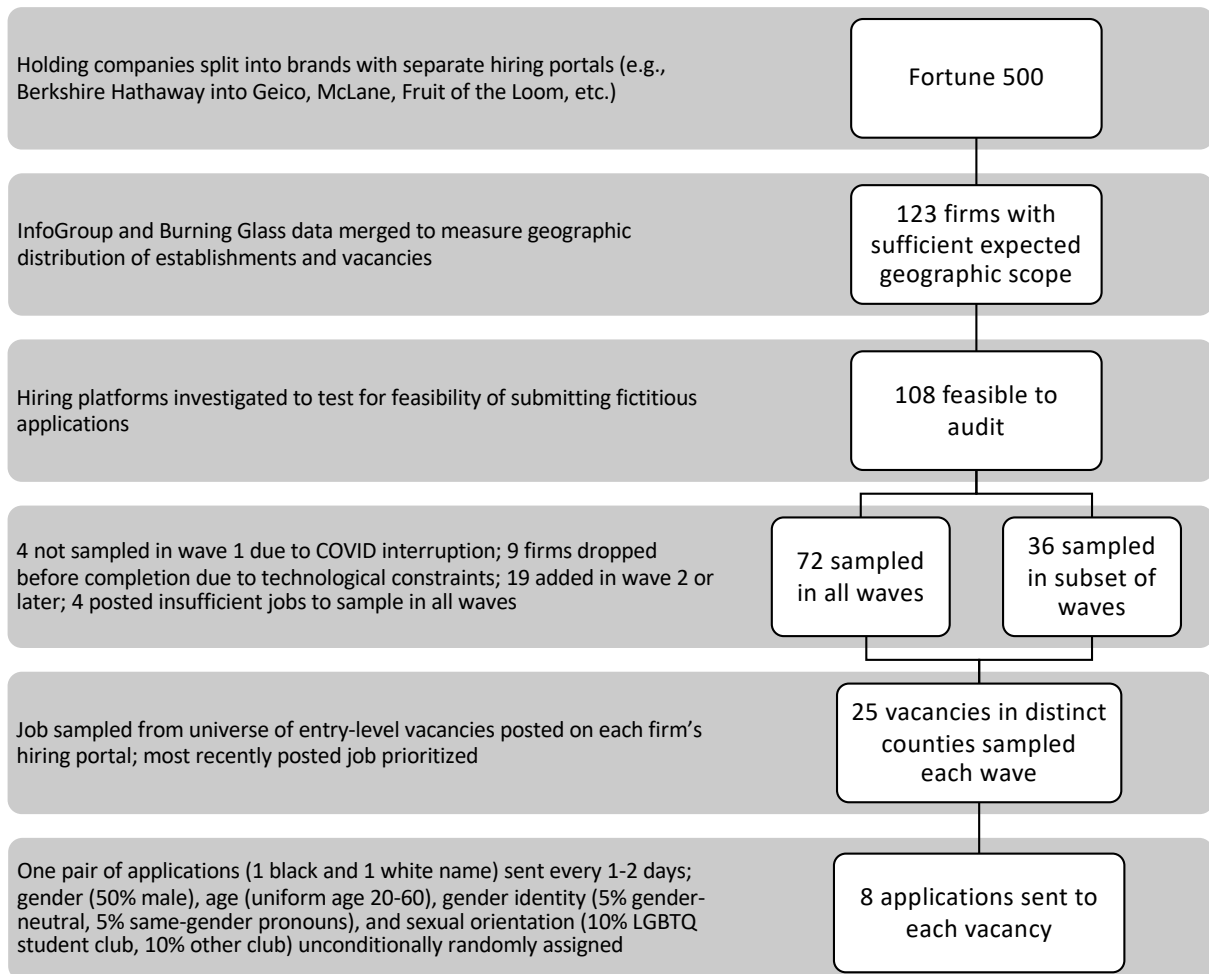 Holding companies split into brands with separate hiring portals (e.g.,
Berkshire Hathaway into Geico, McLane, Fruit of the Loom, etc.)
Fortune 500
InfoGroup and Burning Glass data merged to measure geographic
distribution of establishments and vacancies
123 firms with
sufficient expected
geographic scope
Hiring platforms investigated to test for feasibility of submitting fictitious
applications
108 feasible to
audit
4 not sampled in wave 1 due to COVID interruption; 9 firms dropped
before completion due to technological constraints; 19 added in wave 2 or
later; 4 posted insufficient jobs to sample in all waves
72 sampled
in all waves
36 sampled
in subset of
waves
Job sampled from universe of entry-level vacancies posted on each firm's
hiring portal; most recently posted job prioritized
25 vacancies in distinct
counties sampled
each wave
One pair of applications (1 black and 1 white name) sent every 1-2 days;
gender (50% male), age (uniform age 20-60), gender identity (5% gender-
neutral, 5% same-gender pronouns), and sexual orientation (10% LGBTQ
student club, 10% other club) unconditionally randomly assigned
8 applications sent to
each vacancy